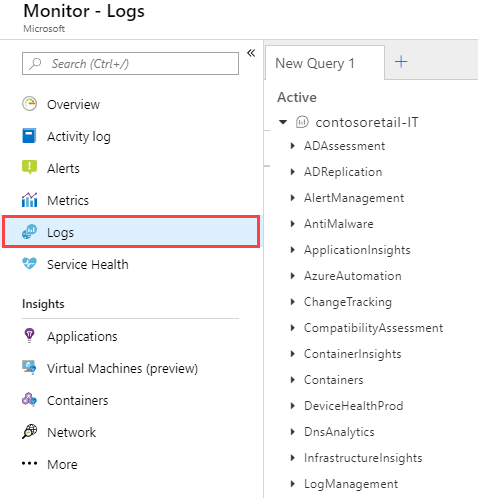 Monitor - Logs
Microsoft
Search (Ctrl+/)
«
Overview
Activity log
Alerts
Metrics
Logs
Service Health
Insights
Applications
Virtual Machines (preview)
Containers
Network
More
New Query 1
+
Active
contosoretail-IT
ADAssessment
ADReplication
AlertManagement
AntiMalware
ApplicationInsights
AzureAutomation
ChangeTracking
CompatibilityAssessment
ContainerInsights
Containers
DeviceHealthProd
DnsAnalytics
InfrastructureInsights
LogManagement